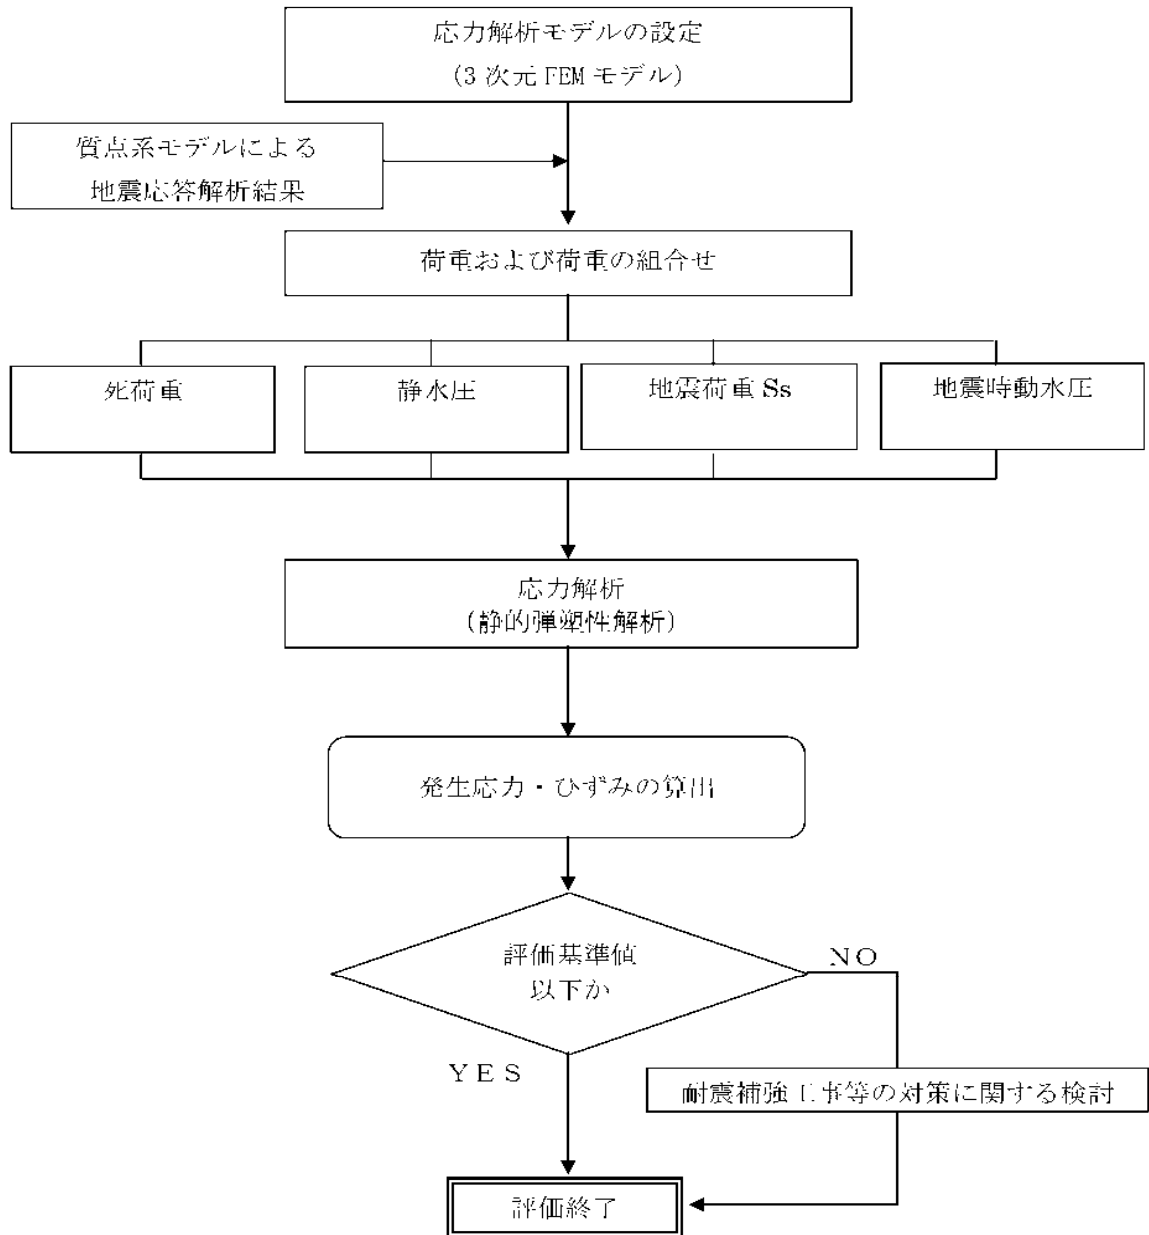 応力解析モデルの設定
(3次元FEMモデル)
質点系モデルによる
地震応答解析結果
荷重および荷重の組合せ
死荷重
静水圧
地震荷重Ss
地震時動水圧
応力解析
(静的弾塑性解析)
発生応力・ひずみの算出
評価基準値
以下か
NO
YES
耐震補強工事等の対策に関する検討
評価終了